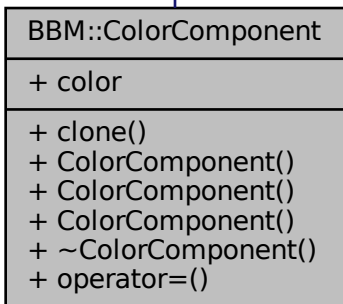 BBM::ColorComponent
+ color
+ clone()
+ ColorComponent()
+ ColorComponent()
+ ColorComponent()
+ ~ColorComponent()
+ operator=()